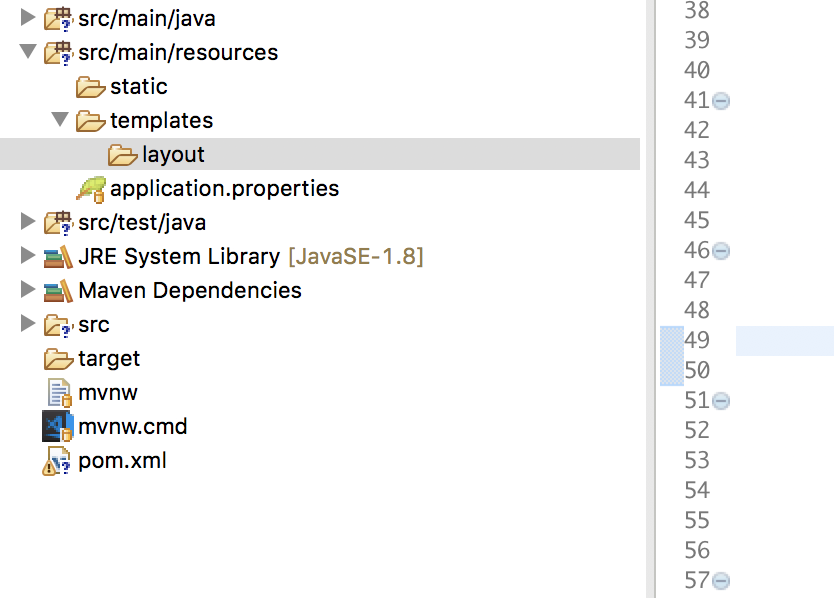 src/main/java
src/main/resources
static
templates
layout
application.properties
src/test/java
JRE System Library [JavaSE-1.8]
Maven Dependencies
src
target
mvnw
mvnw.cmd
pom.xml
38
39
40
41
42
43
44
45
46
47
48
49
50
51
52
53
54
55
56
57